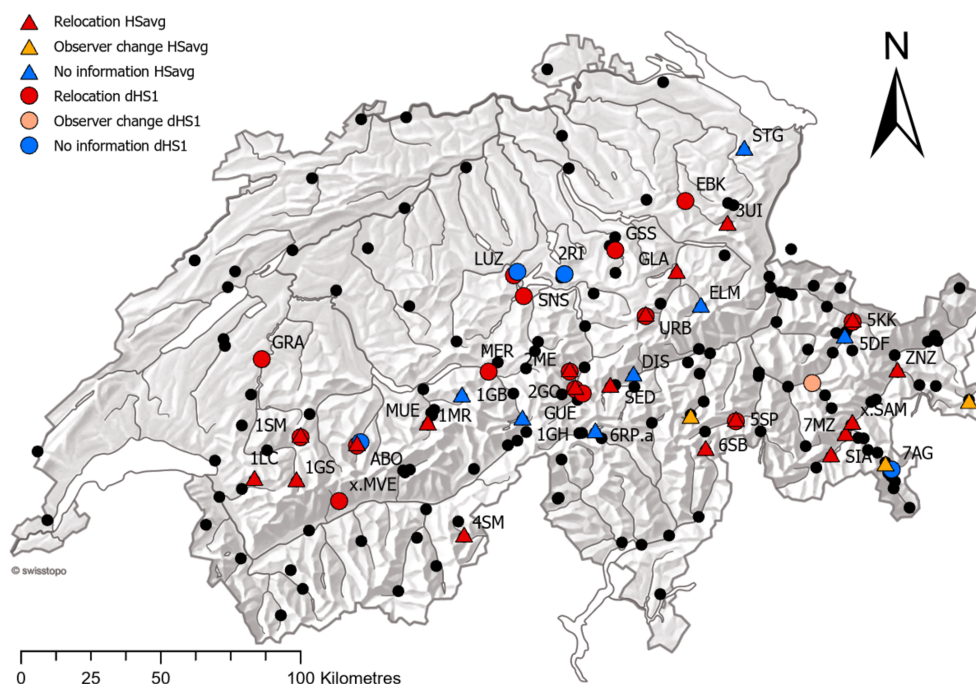 Relocation HSavg
Observer change HSavg
No information HSavg
Relocation dHS1
Observer change dHS1
No information dHS1
N
STG
EBK
3UI
GSS
LUZ
2RI
GLA
SNS
ELM
URB
5KK
GRA
MER
2ME
DIS
5DF
ZNZ
1GB
2GO
SED
MUE
1MR
GUE
x.SAM
1SM
1GH
6RP.a
5SP
7MZ
1LC
1GS
ABO
6SB
SIA
7AG
x.MVE
4SM
© swisstopo
0
25
50
100 Kilometres